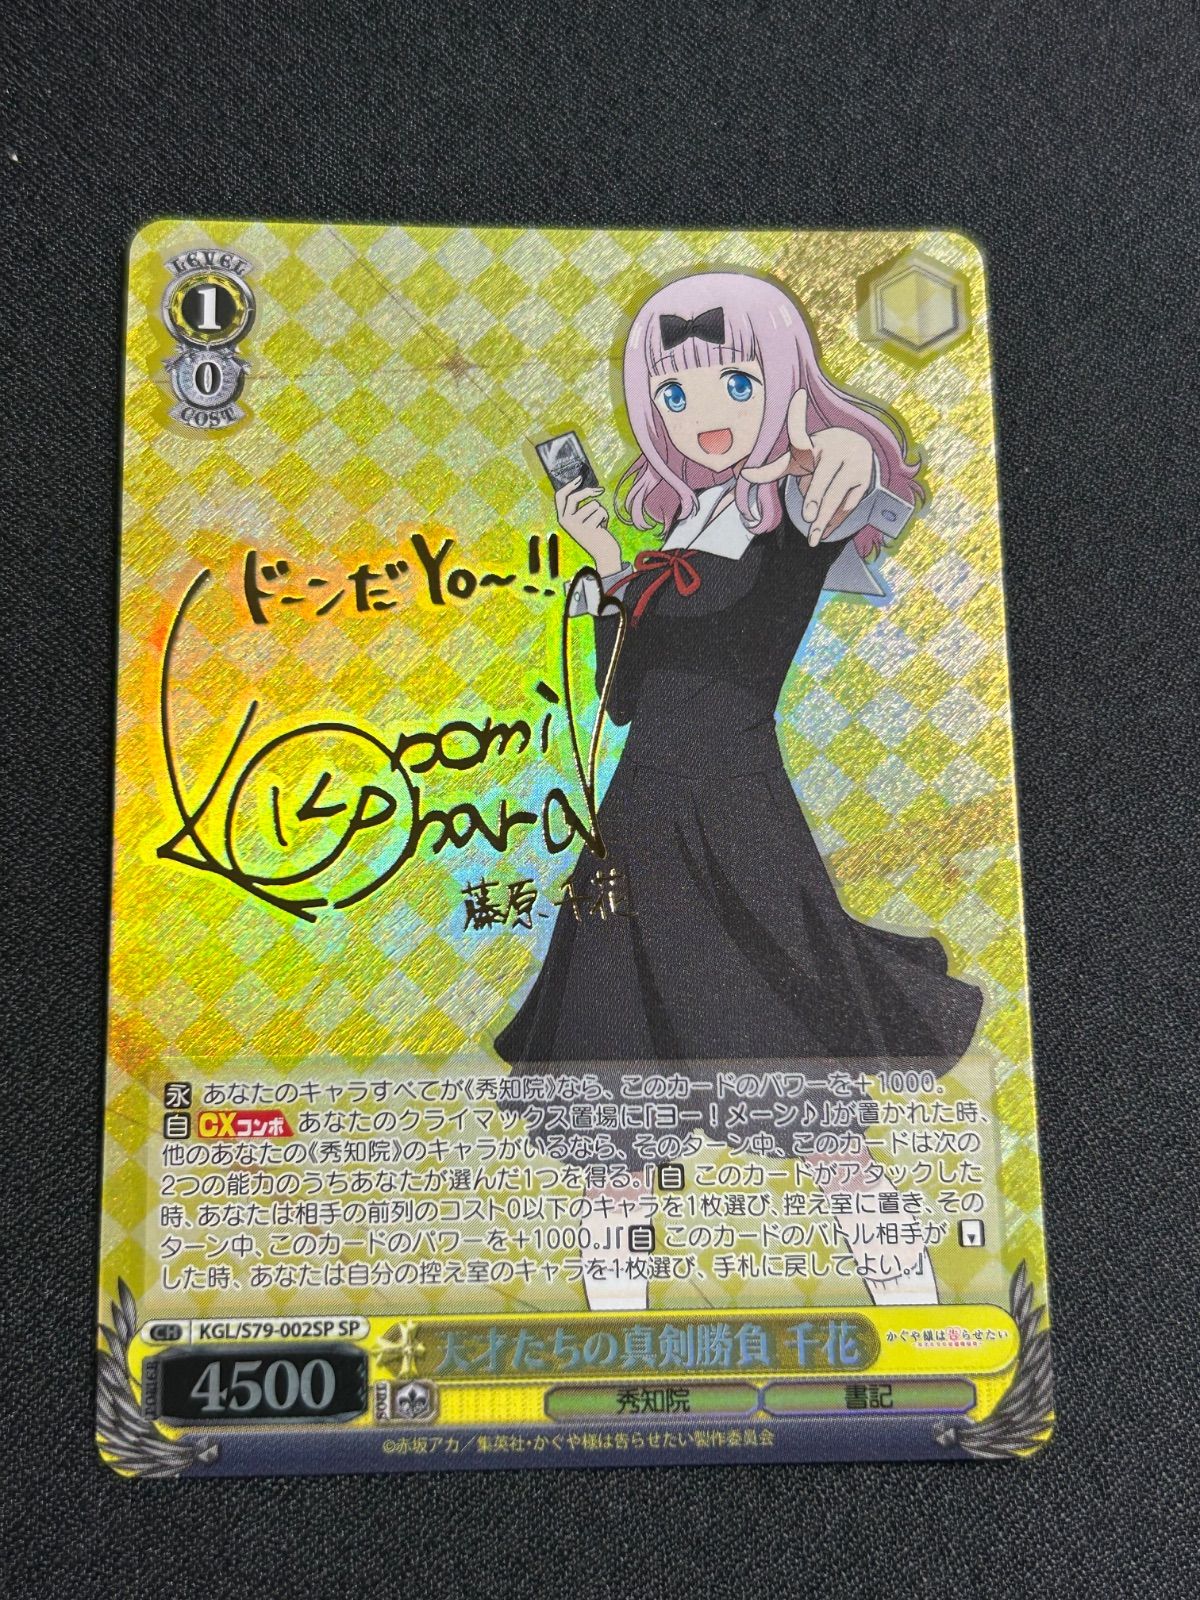 LEVEL
1
0
COST
ドーンだYo～!!
Konomi
Kohara
藤原千花
永 あなたのキャラすべてが《秀知院》なら、このカードのパワーを＋1000。
自 CXコンボ あなたのクライマックス置場に「ヨー！メーン♪」が置かれた時、
他のあなたの《秀知院》のキャラがいるなら、そのターン中、このカードは次の
2つの能力のうちあなたが選んだ1つを得る。『自 このカードがアタックした
時、あなたは相手の前列のコスト0以下のキャラを1枚選び、控え室に置き、その
ターン中、このカードのパワーを＋1000。』『自 このカードのバトル相手が
した時、あなたは自分の控え室のキャラを1枚選び、手札に戻してよい。』
CH KGL/S79-002SP SP
天才たちの真剣勝負 千花
かぐや様は告らせたい
POWER 4500 SOUL
秀知院 書記
©赤坂アカ／集英社・かぐや様は告らせたい製作委員会